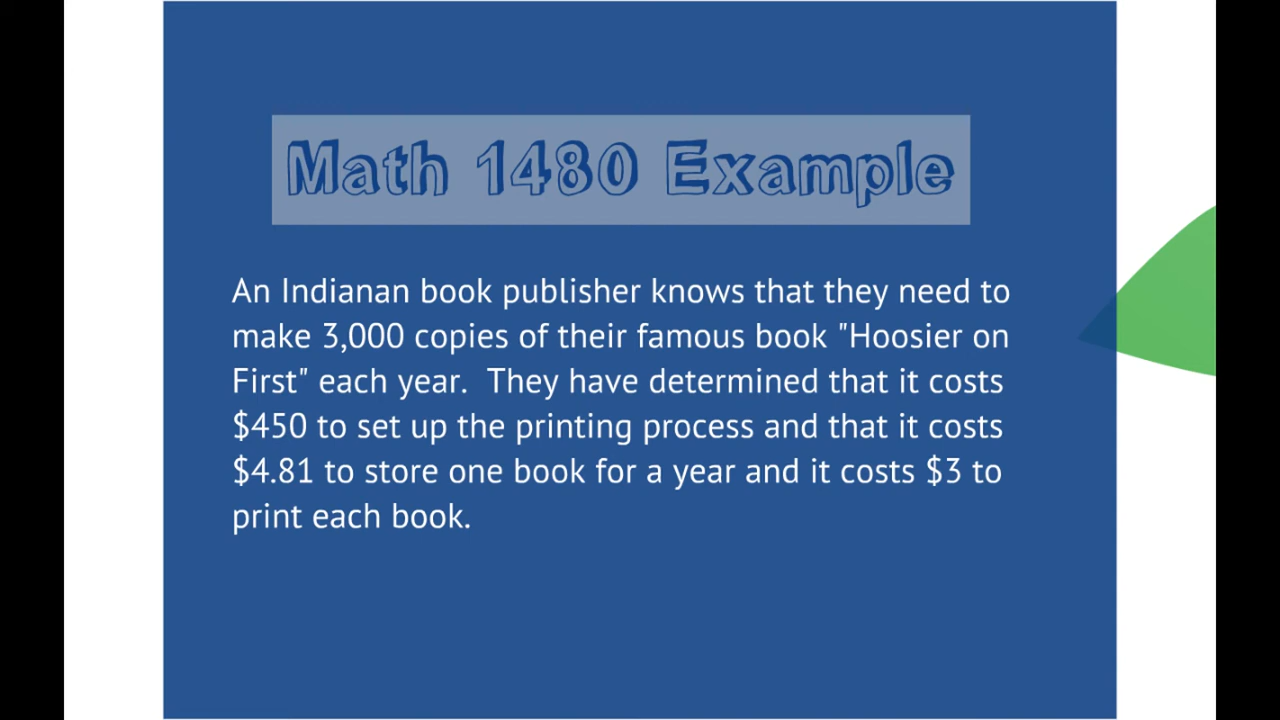 Math 1480 Example
An Indianan book publisher knows that they need to
make 3,000 copies of their famous book "Hoosier on
First" each year.  They have determined that it costs
$450 to set up the printing process and that it costs
$4.81 to store one book for a year and it costs $3 to
print each book.